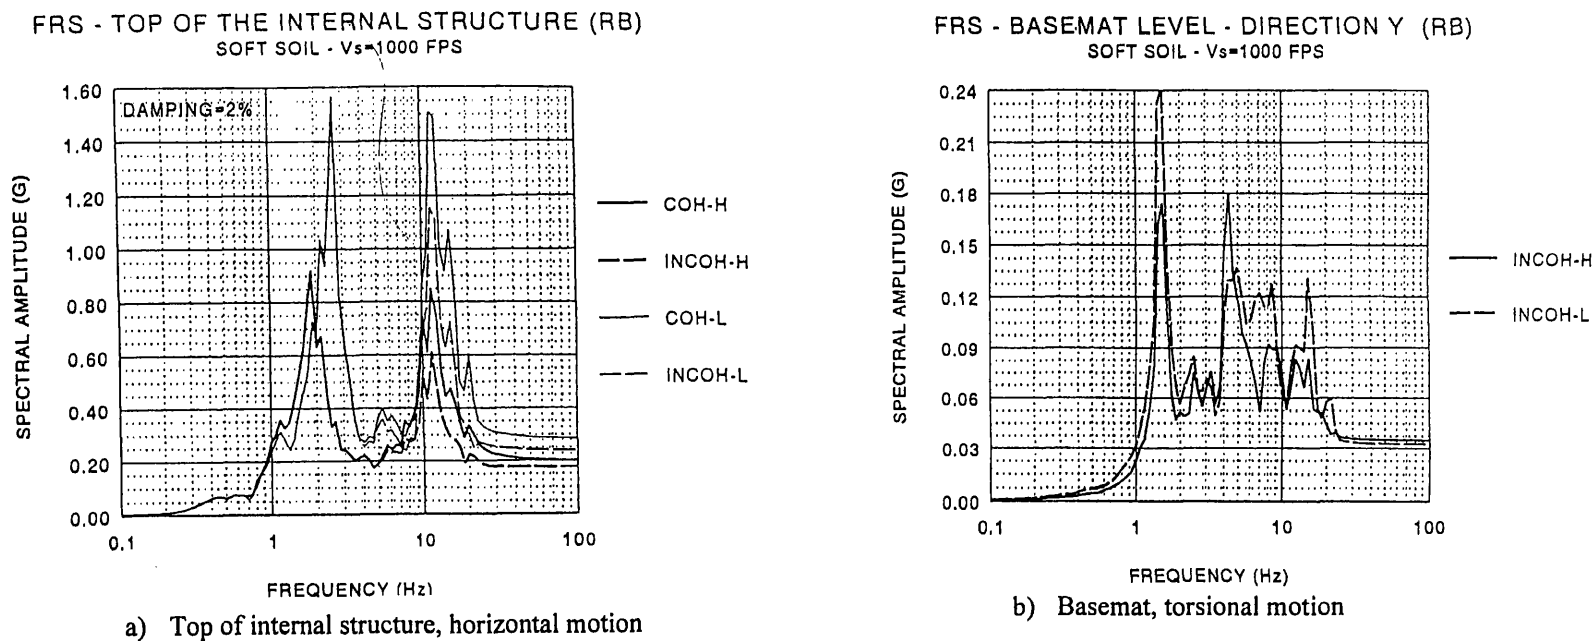 FRS - TOP OF THE INTERNAL STRUCTURE (RB)
SOFT SOIL - Vs=1000 FPS
DAMPING=2%
SPECTRAL AMPLITUDE (G)
1.60
1.40
1.20
1.00
0.80
0.60
0.40
0.20
0.00
0.1
1
10
100
FREQUENCY (Hz)
COH-H
INCOH-H
COH-L
INCOH-L
a) Top of internal structure, horizontal motion
FRS - BASEMAT LEVEL - DIRECTION Y (RB)
SOFT SOIL - Vs=1000 FPS
SPECTRAL AMPLITUDE (G)
0.24
0.21
0.18
0.15
0.12
0.09
0.06
0.03
0.00
0.1
1
10
100
FREQUENCY (Hz)
INCOH-H
INCOH-L
b) Basemat, torsional motion